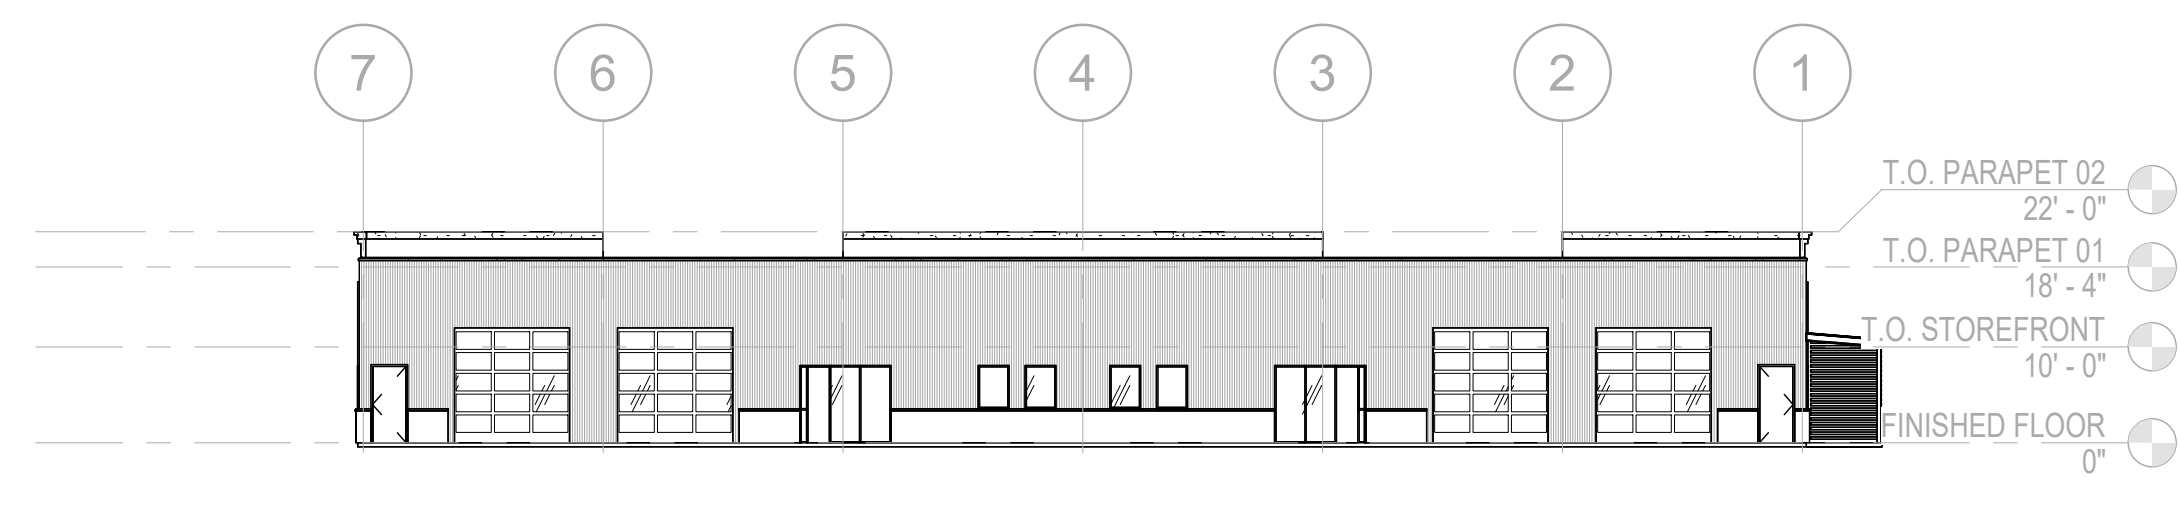 7 6 5 4 3 2 1
T.O. PARAPET 02
22' - 0"
T.O. PARAPET 01
18' - 4"
T.O. STOREFRONT
10' - 0"
FINISHED FLOOR
0"